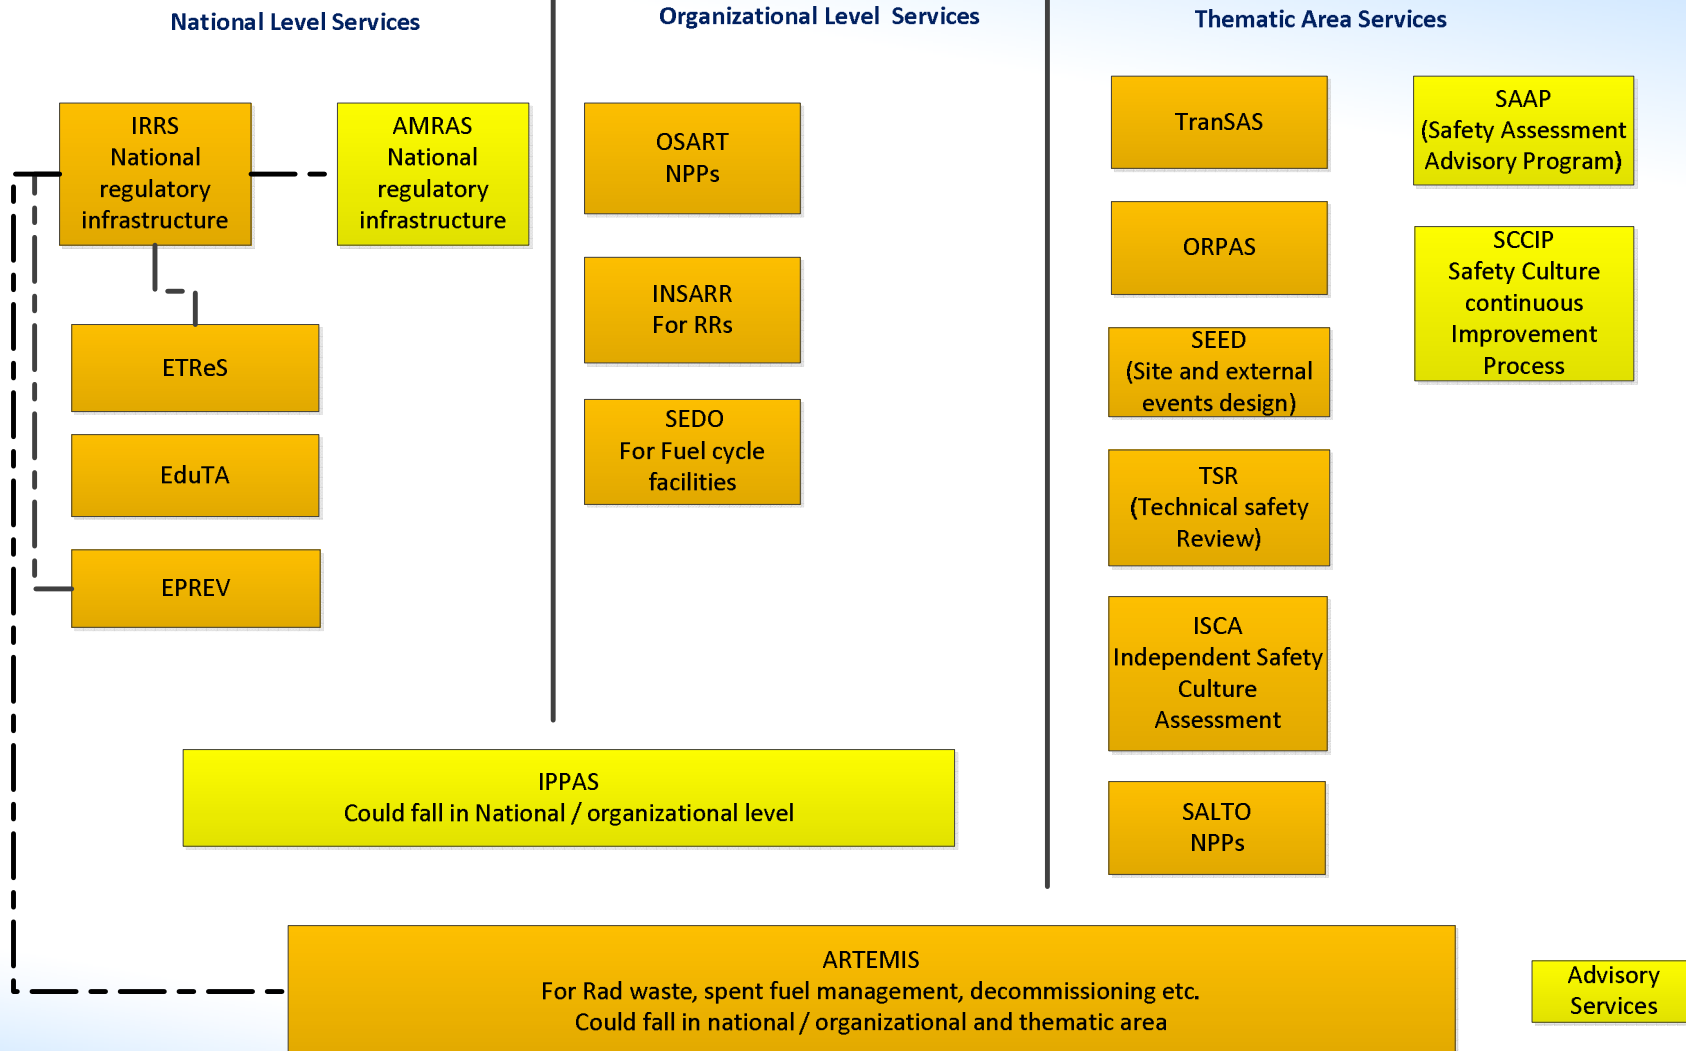 National Level Services
Organizational Level  Services
Thematic Area Services
IRRS
National
regulatory
infrastructure
AMRAS
National
regulatory
infrastructure
ETReS
EduTA
EPREV
OSART
NPPs
INSARR
For RRs
SEDO
For Fuel cycle
facilities
TranSAS
ORPAS
SEED
(Site and external
events design)
TSR
(Technical safety
Review)
ISCA
Independent Safety
Culture
Assessment
SALTO
NPPs
SAAP
(Safety Assessment
Advisory Program)
SCCIP
Safety Culture
continuous
Improvement
Process
IPPAS
Could fall in National / organizational level
ARTEMIS
For Rad waste, spent fuel management, decommissioning etc.
Could fall in national / organizational and thematic area
Advisory
Services